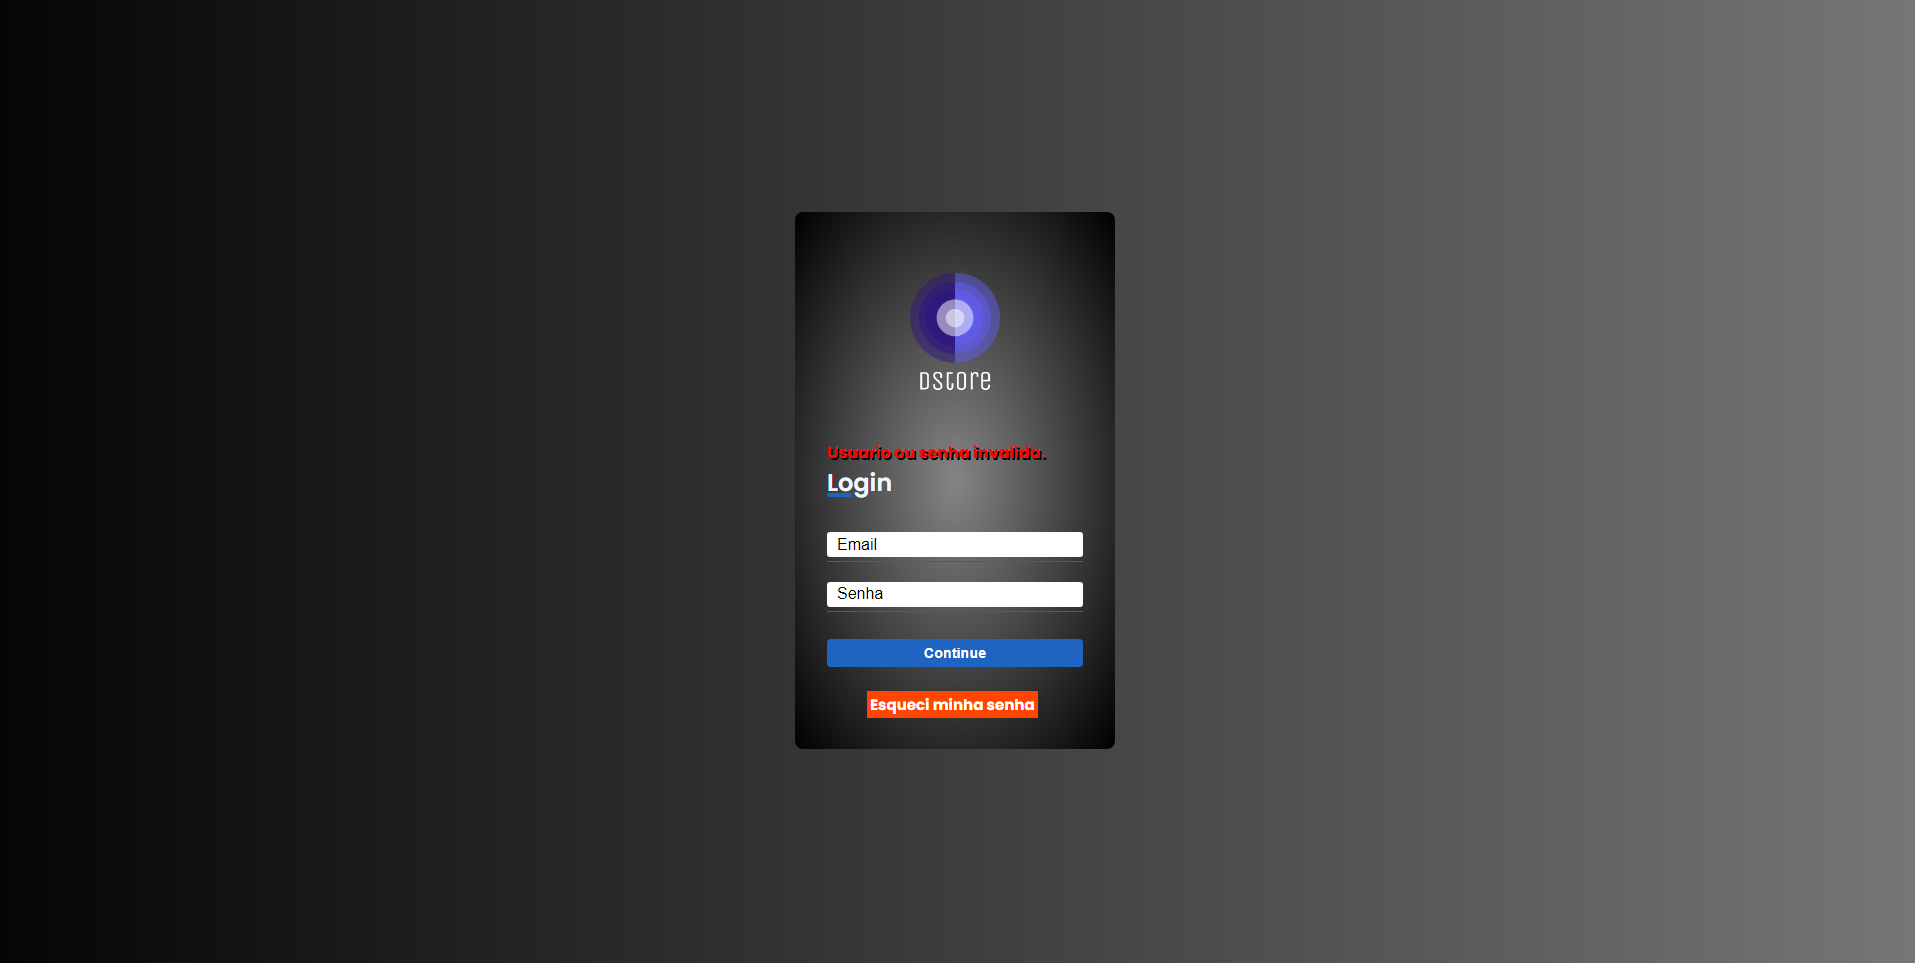 Dstore
Usuario ou senha invalida.
Login
Email
Senha
Continue
Esqueci minha senha